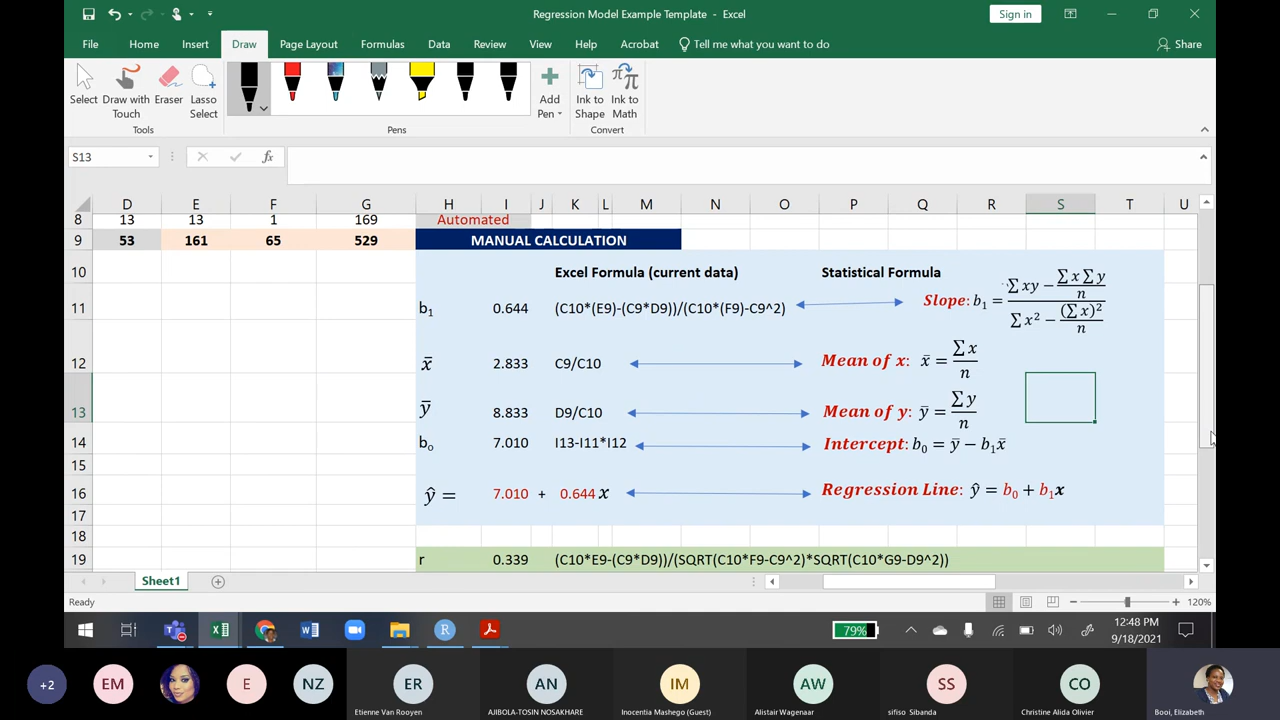 Regression Model Example Template - Excel
Sign in
File Home Insert Draw Page Layout Formulas Data Review View Help Acrobat Tell me what you want to do Share
Select Draw with Touch Eraser Lasso Select Add Pen Ink to Shape Ink to Math
Tools Pens Convert
S13 fx
D E F G H I J K L M N O P Q R S T U
8 13 13 1 169 Automated
9 53 161 65 529 MANUAL CALCULATION
10 Excel Formula (current data) Statistical Formula
11 b₁ 0.644 (C10*(E9)-(C9*D9))/(C10*(F9)-C9^2) Slope: b₁ = (∑ xy − (∑ x ∑ y)/n) / (∑ x² − (∑ x)²/n)
12 x̄ 2.833 C9/C10 Mean of x: x̄ = ∑ x / n
13 ȳ 8.833 D9/C10 Mean of y: ȳ = ∑ y / n
14 bₒ 7.010 I13-I11*I12 Intercept: b₀ = ȳ − b₁x̄
15
16 ŷ = 7.010 + 0.644 x Regression Line: ŷ = b₀ + b₁x
17
18
19 r 0.339 (C10*E9-(C9*D9))/(SQRT(C10*F9-C9^2)*SQRT(C10*G9-D9^2))
Sheet1
Ready 120%
79% 12:48 PM
9/18/2021
+2 EM E NZ ER AN IM AW SS CO
Etienne Van Rooyen AJIBOLA-TOSIN NOSAKHARE Inocentia Mashego (Guest) Alistair Wagenaar sifiso Sibanda Christine Alida Olivier Booi, Elizabeth